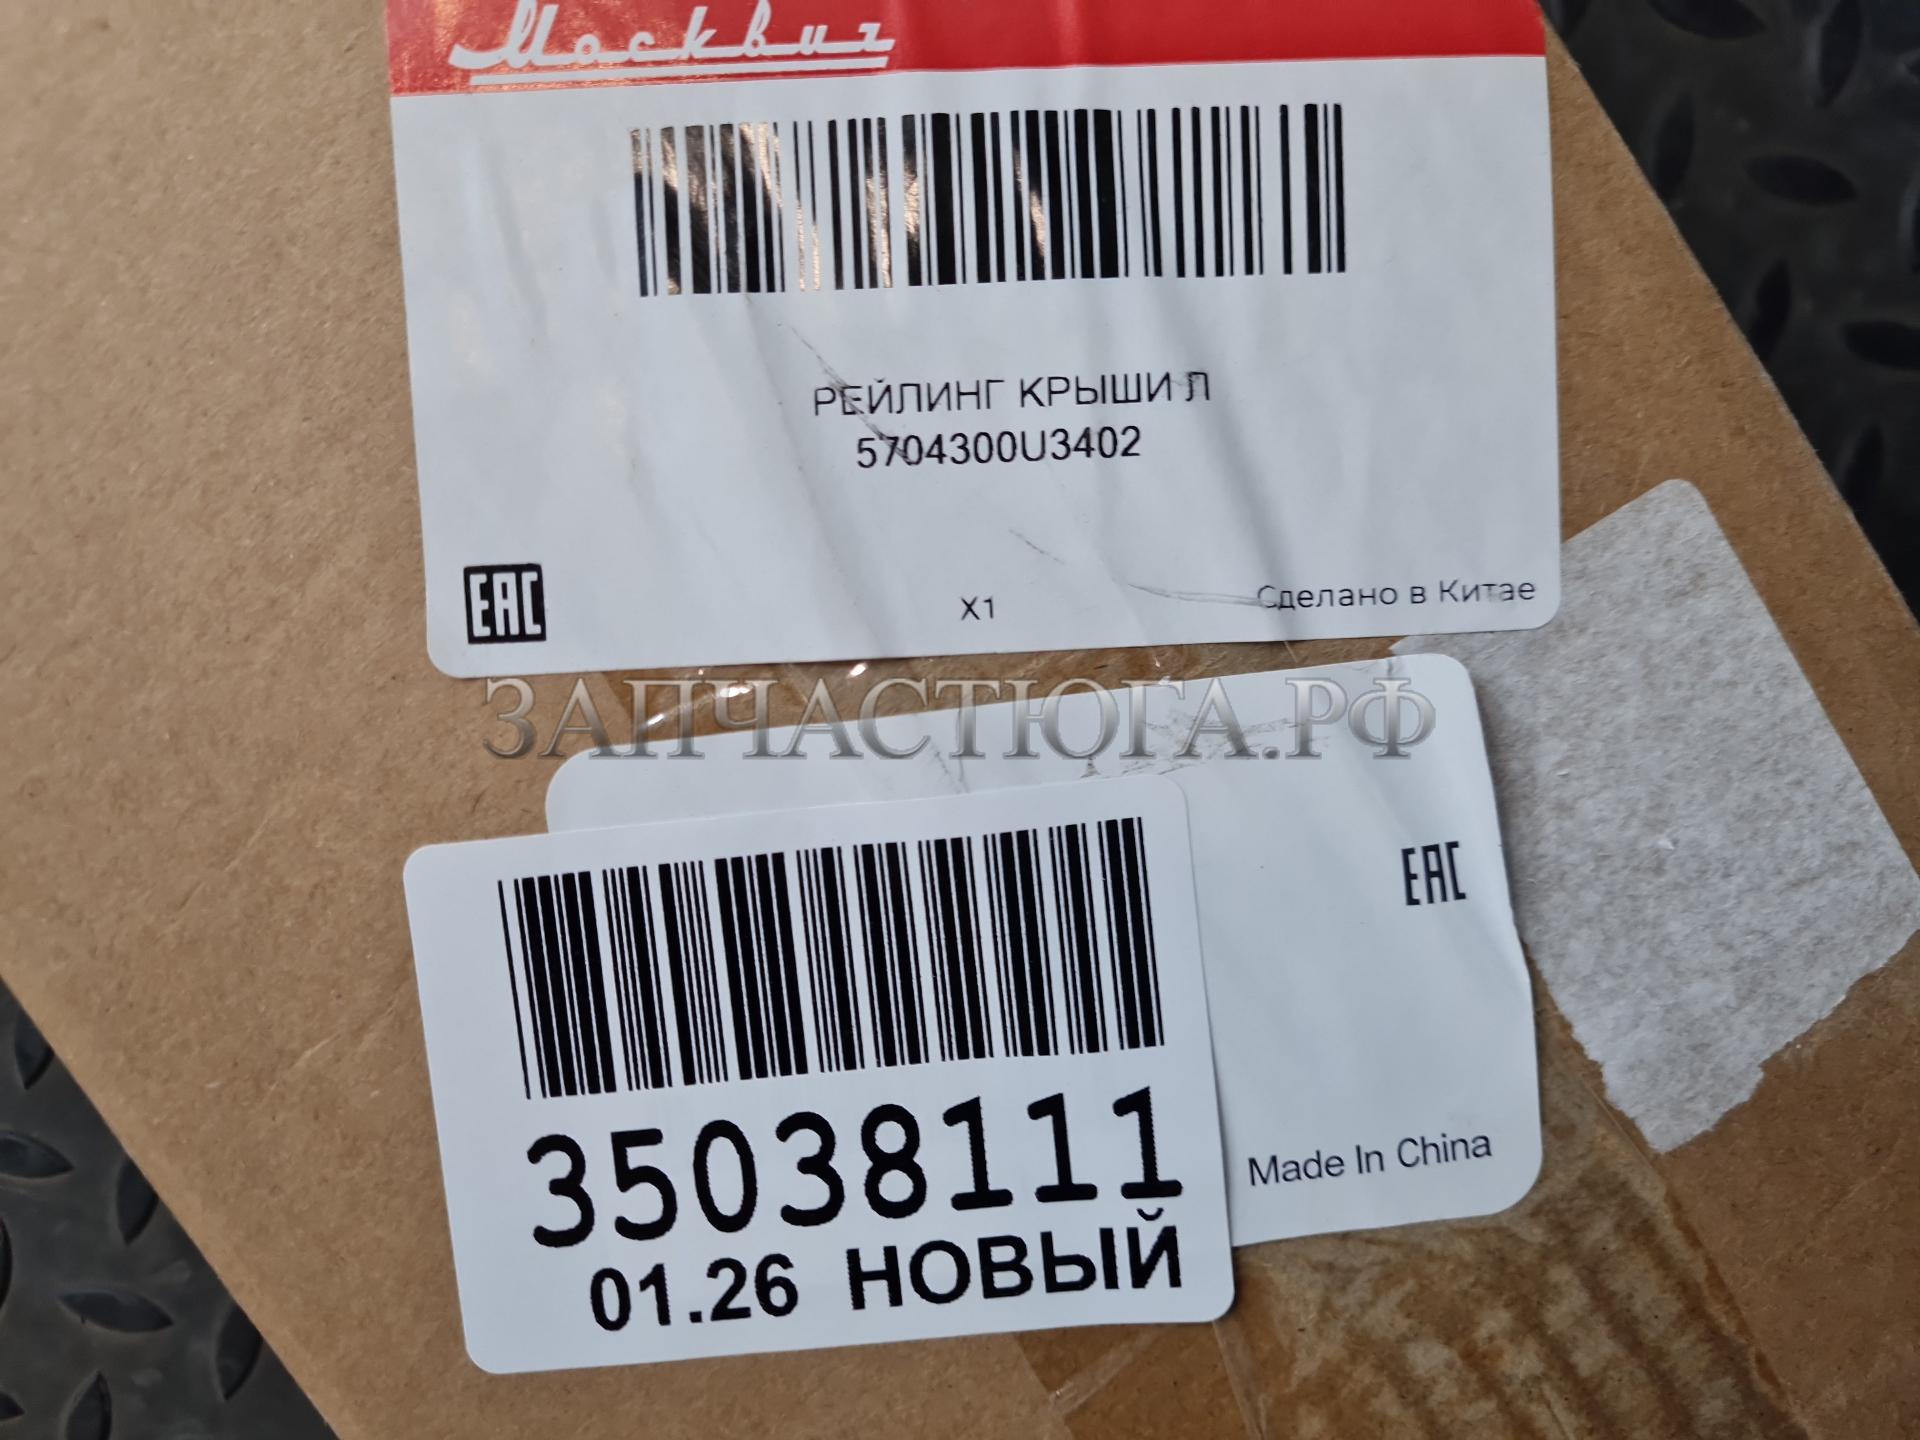 Москвич
РЕЙЛИНГ КРЫШИ Л
5704300U3402
EAC
X1
Сделано в Китае
ЗАПЧАСТЮГА.РФ
EAC
Made In China
35038111
01.26 НОВЫЙ